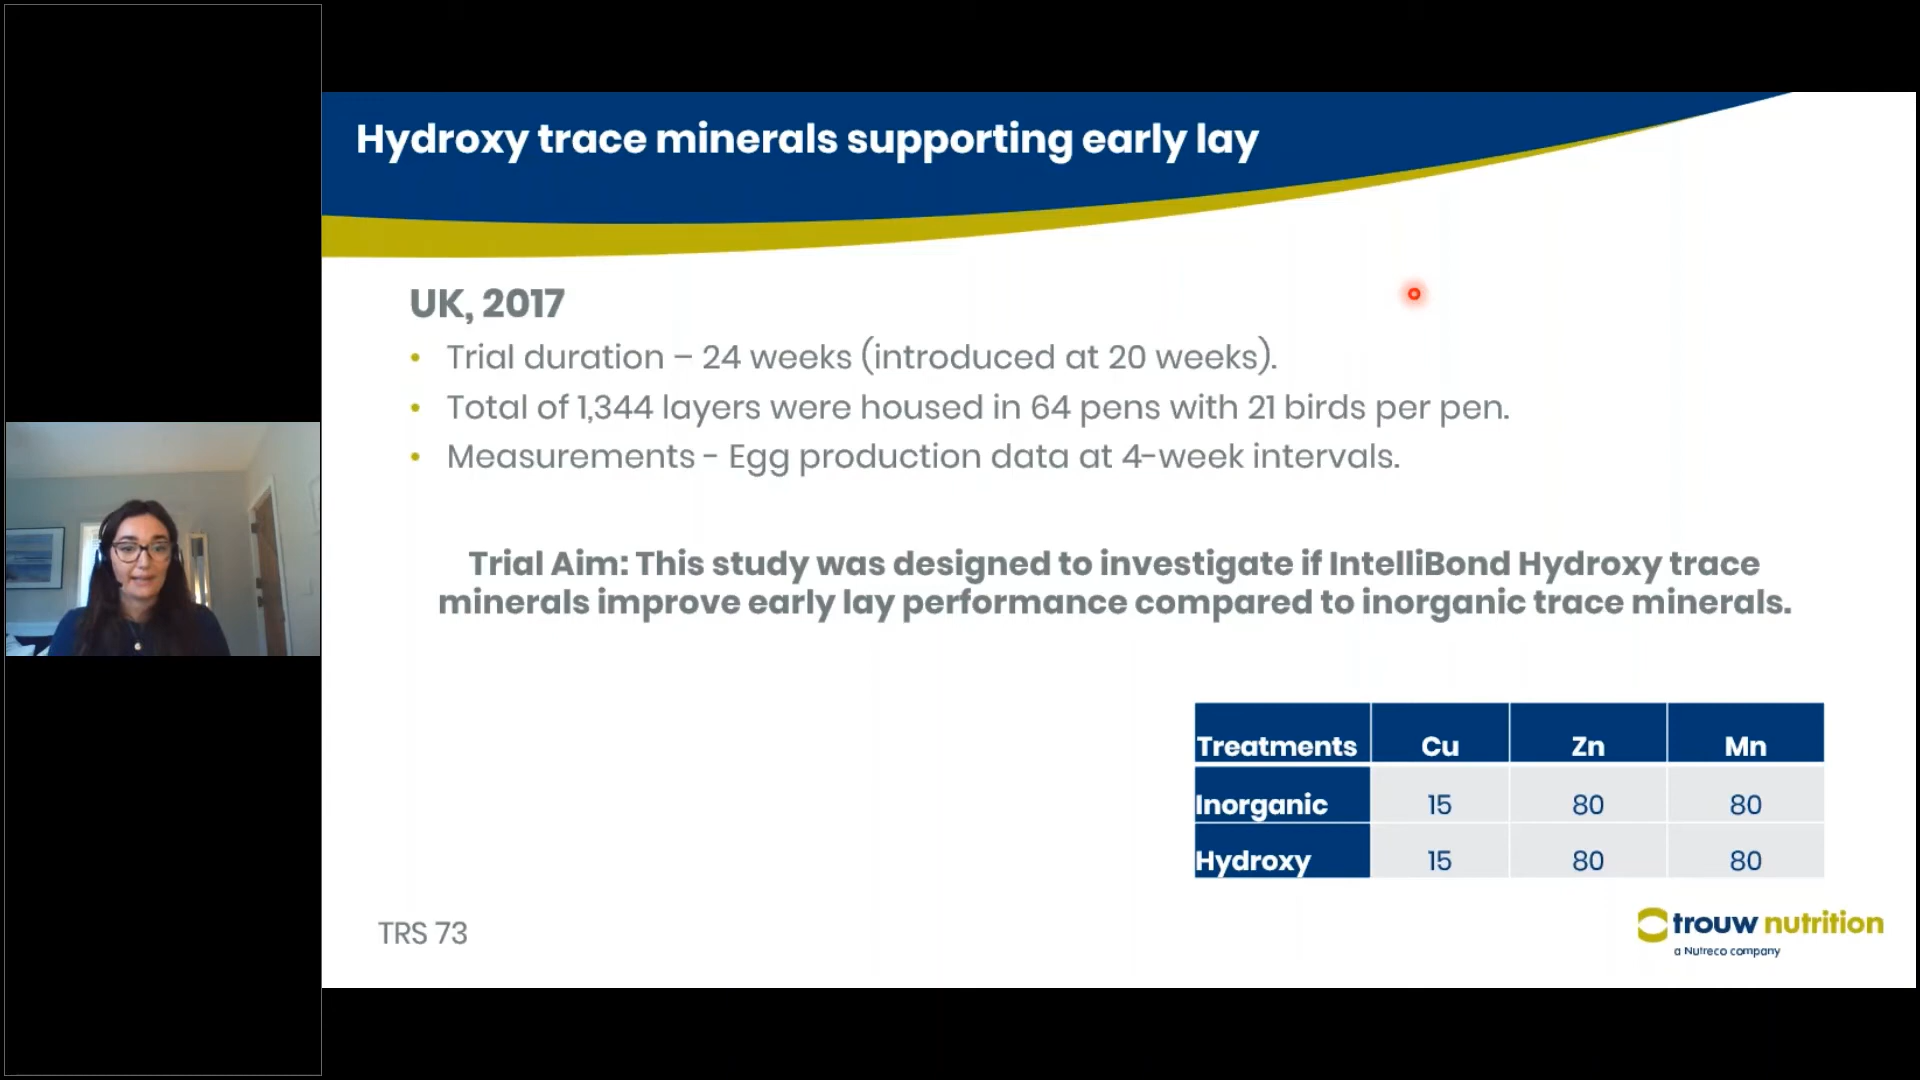 Hydroxy trace minerals supporting early lay
UK, 2017
• Trial duration – 24 weeks (introduced at 20 weeks).
• Total of 1,344 layers were housed in 64 pens with 21 birds per pen.
• Measurements - Egg production data at 4-week intervals.
Trial Aim: This study was designed to investigate if IntelliBond Hydroxy trace
minerals improve early lay performance compared to inorganic trace minerals.
Treatments Cu Zn Mn
Inorganic 15 80 80
Hydroxy 15 80 80
TRS 73
trouw nutrition
a Nutreco company